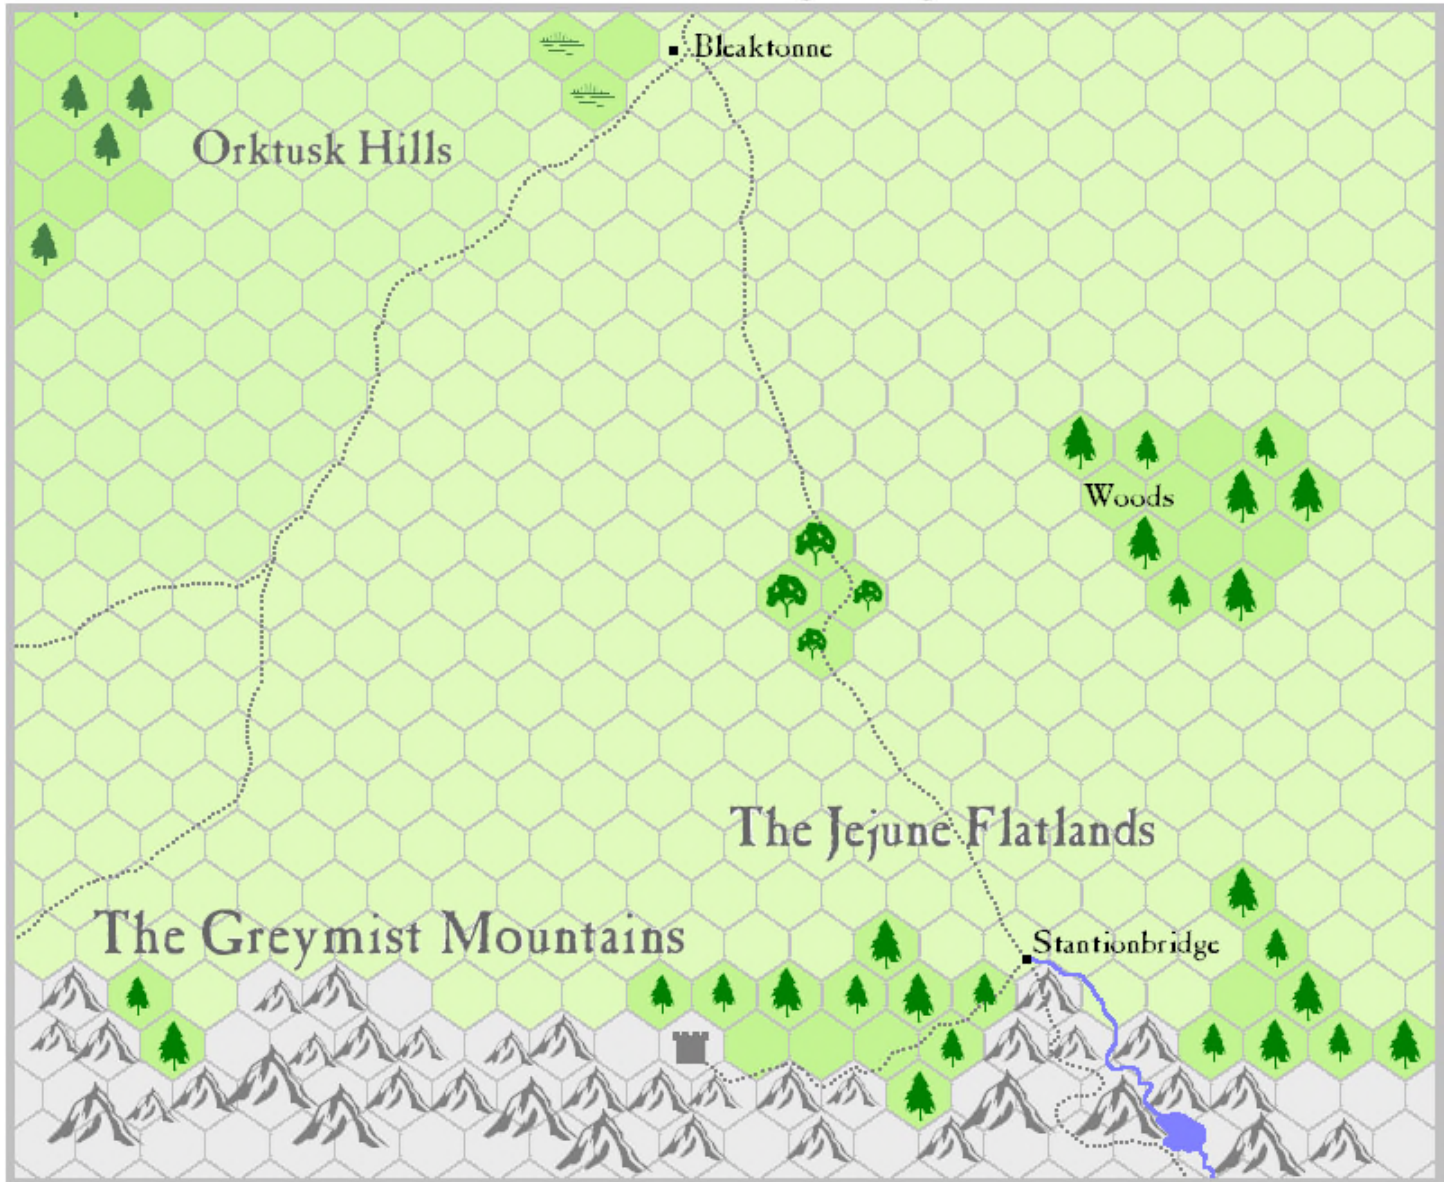 Bleaktonne
Orktusk Hills
Woods
The Jejune Flatlands
The Greymist Mountains
Stantionbridge